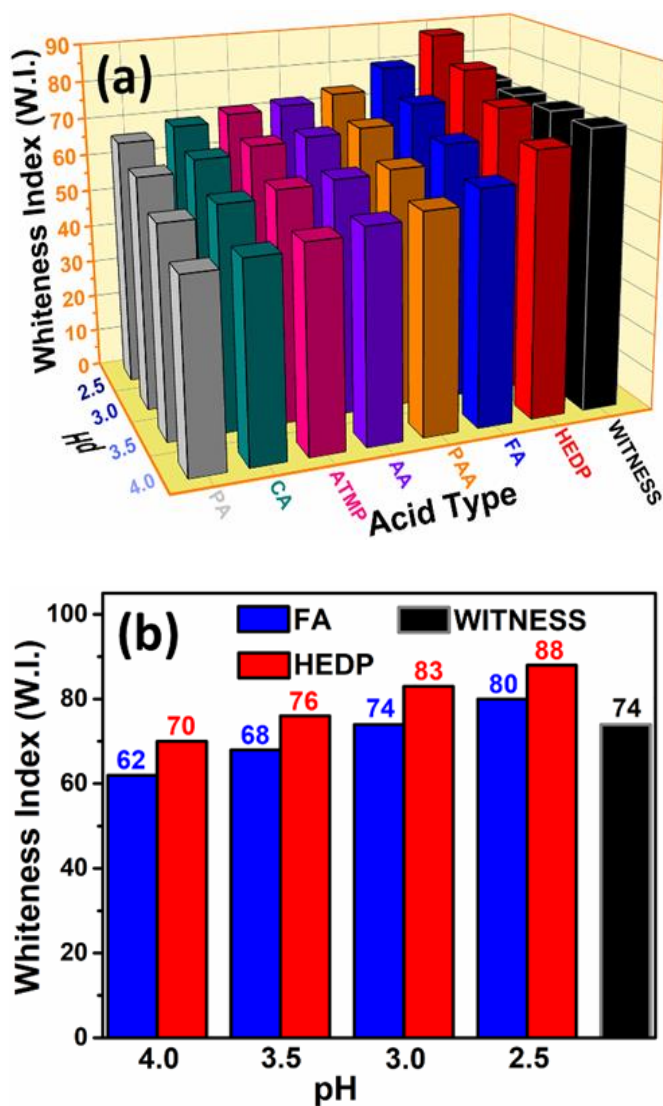 (a)
Whiteness Index (W.I.)
90
80
70
60
50
40
30
20
10
0
2.5
3.0
3.5
4.0
pH
PA
CA
ATMP
AA
PAA
FA
HEDP
WITNESS
Acid Type
(b)
Whiteness Index (W.I.)
100
80
60
40
20
0
FA
WITNESS
HEDP
62
70
68
76
74
83
80
88
74
4.0
3.5
3.0
2.5
pH